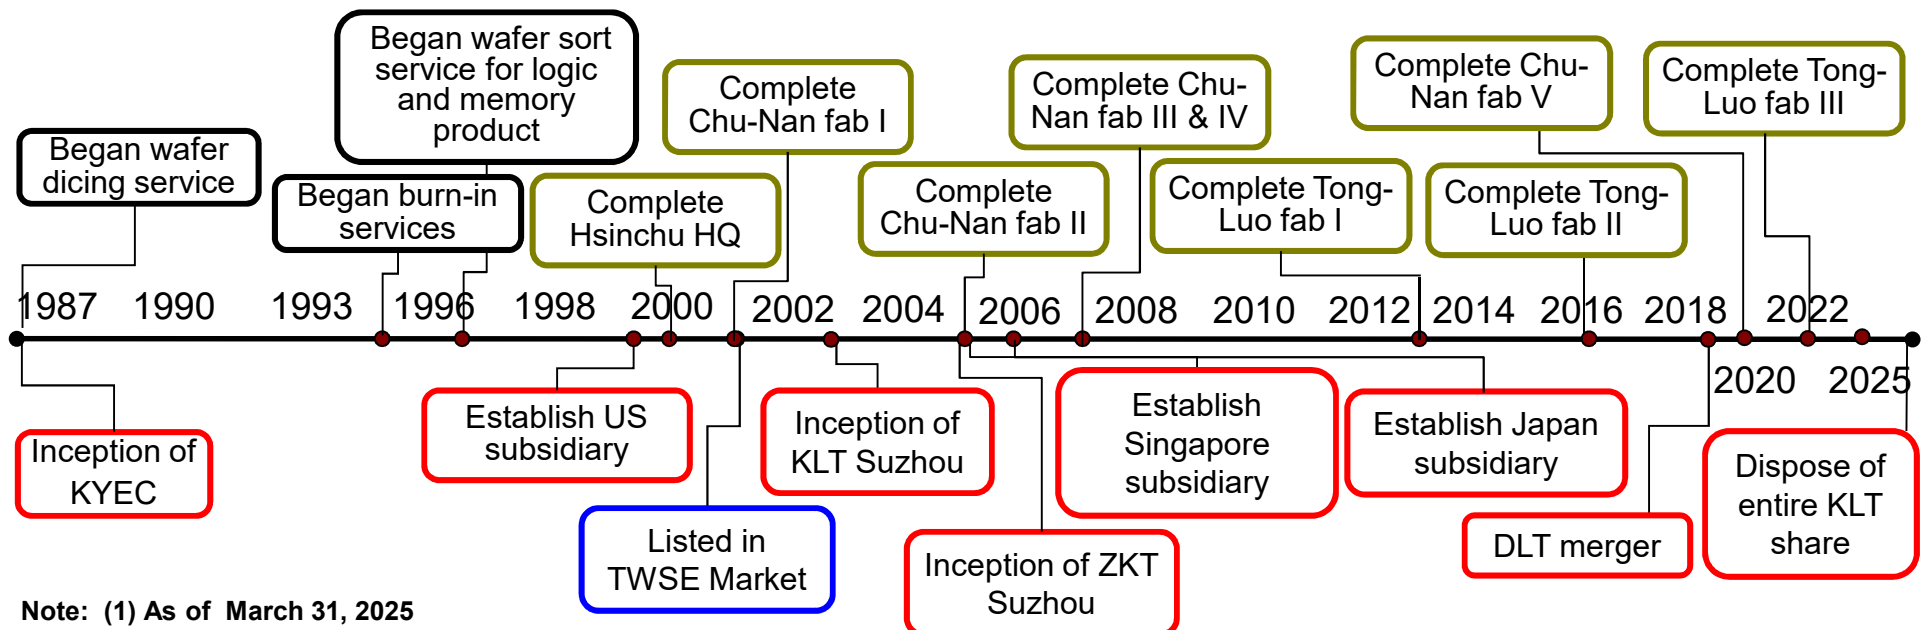 Began wafer sort
service for logic
and memory
product
Began wafer
dicing service
Began burn-in
services
Complete
Hsinchu HQ
Complete
Chu-Nan fab I
Complete
Chu-Nan fab II
Complete Chu-
Nan fab III & IV
Complete Tong-
Luo fab I
Complete Chu-
Nan fab V
Complete Tong-
Luo fab II
Complete Tong-
Luo fab III
1987 1990 1993 1996 1998 2000 2002 2004 2006 2008 2010 2012 2014 2016 2018 2022
2020 2025
Inception of
KYEC
Establish US
subsidiary
Listed in
TWSE Market
Inception of
KLT Suzhou
Inception of ZKT
Suzhou
Establish
Singapore
subsidiary
Establish Japan
subsidiary
DLT merger
Dispose of
entire KLT
share
Note: (1) As of March 31, 2025